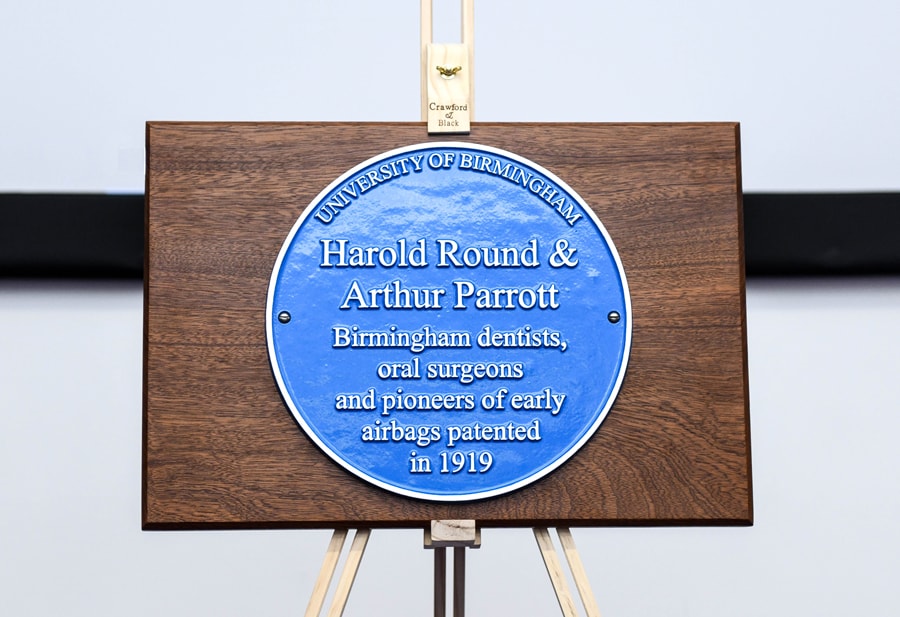 Crawford
&
Black
UNIVERSITY OF BIRMINGHAM
Harold Round &
Arthur Parrott
Birmingham dentists,
oral surgeons
and pioneers of early
airbags patented
in 1919